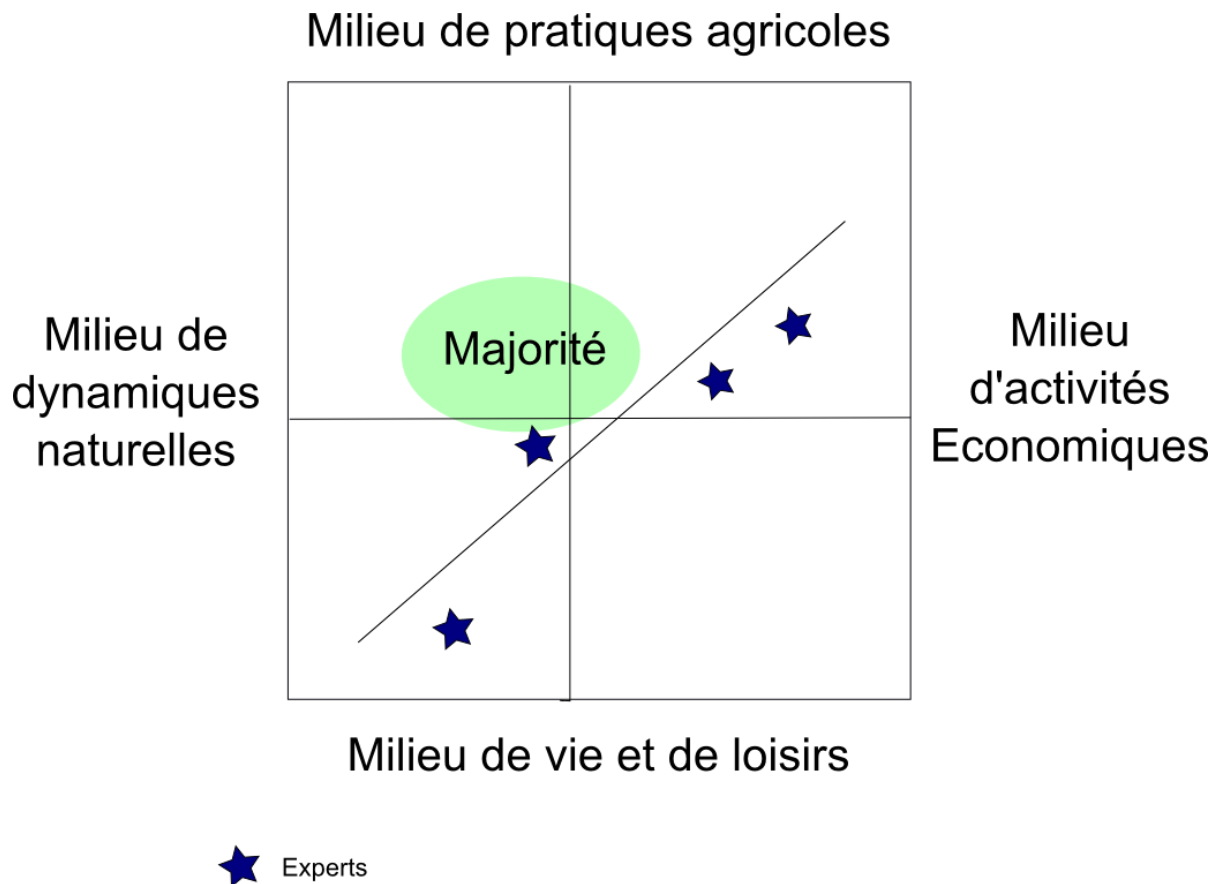 Milieu de pratiques agricoles
Majorité
Milieu de
dynamiques
naturelles
Milieu
d'activités
Economiques
Milieu de vie et de loisirs
Experts